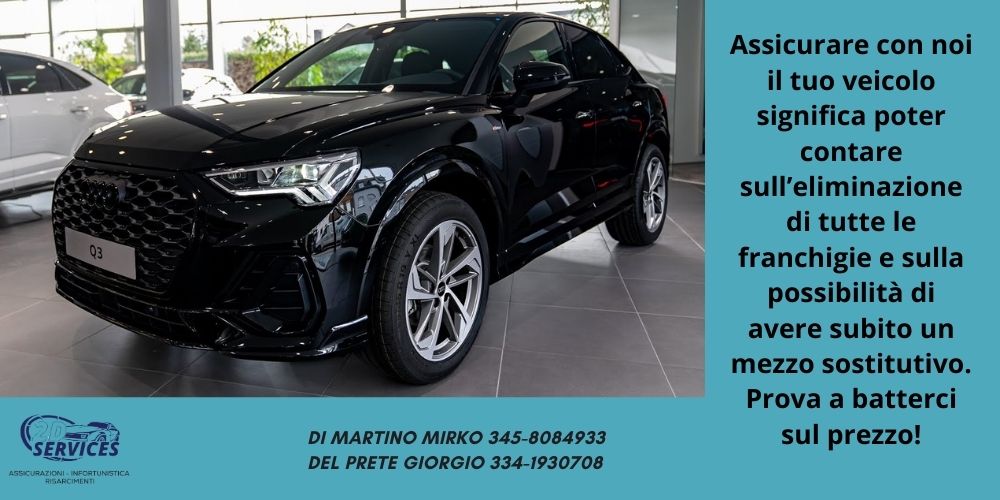 Q3
Assicurare con noi
il tuo veicolo
significa poter
contare
sull’eliminazione
di tutte le
franchigie e sulla
possibilità di
avere subito un
mezzo sostitutivo.
Prova a batterci
sul prezzo!
2D
SERVICES
ASSICURAZIONI - INFORTUNISTICA
RISARCIMENTI
DI MARTINO MIRKO 345-8084933
DEL PRETE GIORGIO 334-1930708